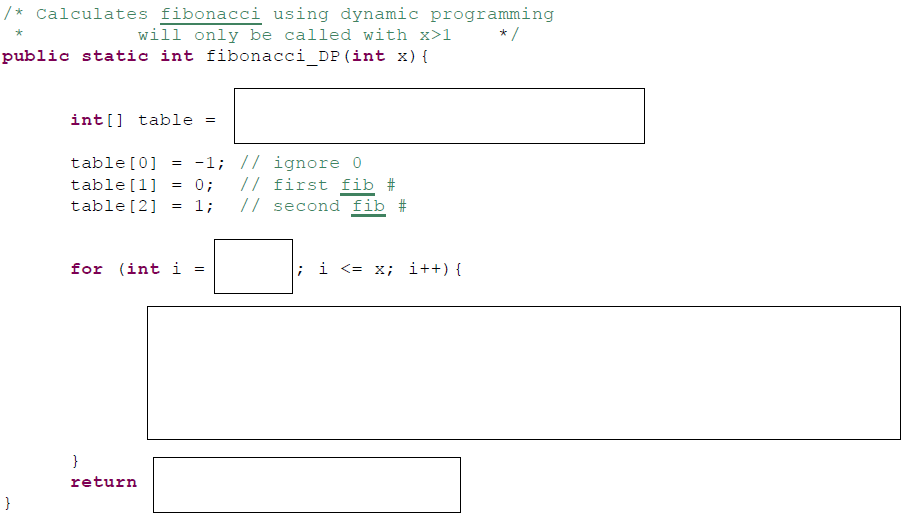 /* Calculates fibonacci using dynamic programming
* will only be called with x>1 */
public static int fibonacci_DP(int x){
int[] table =
table[0] = -1; // ignore 0
table[1] = 0; // first fib #
table[2] = 1; // second fib #
for (int i = ; i <= x; i++){
}
return
}